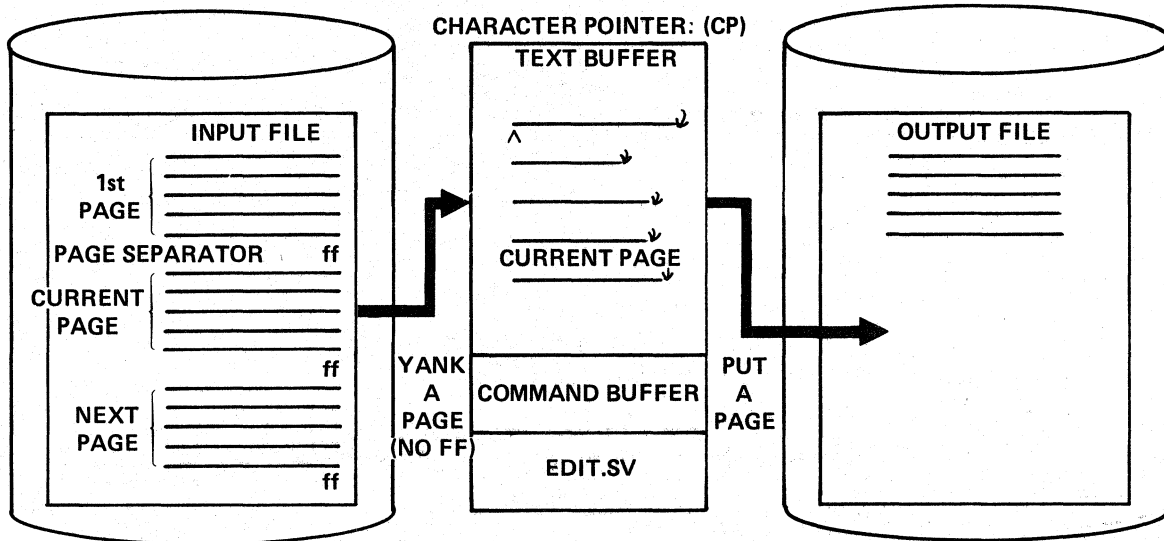 CHARACTER POINTER: (CP)
INPUT FILE
1st
PAGE
PAGE SEPARATOR ff
CURRENT
PAGE
ff
NEXT
PAGE
ff
YANK
A
PAGE
(NO FF)
TEXT BUFFER
CURRENT PAGE
COMMAND BUFFER
EDIT.SV
PUT
A
PAGE
OUTPUT FILE